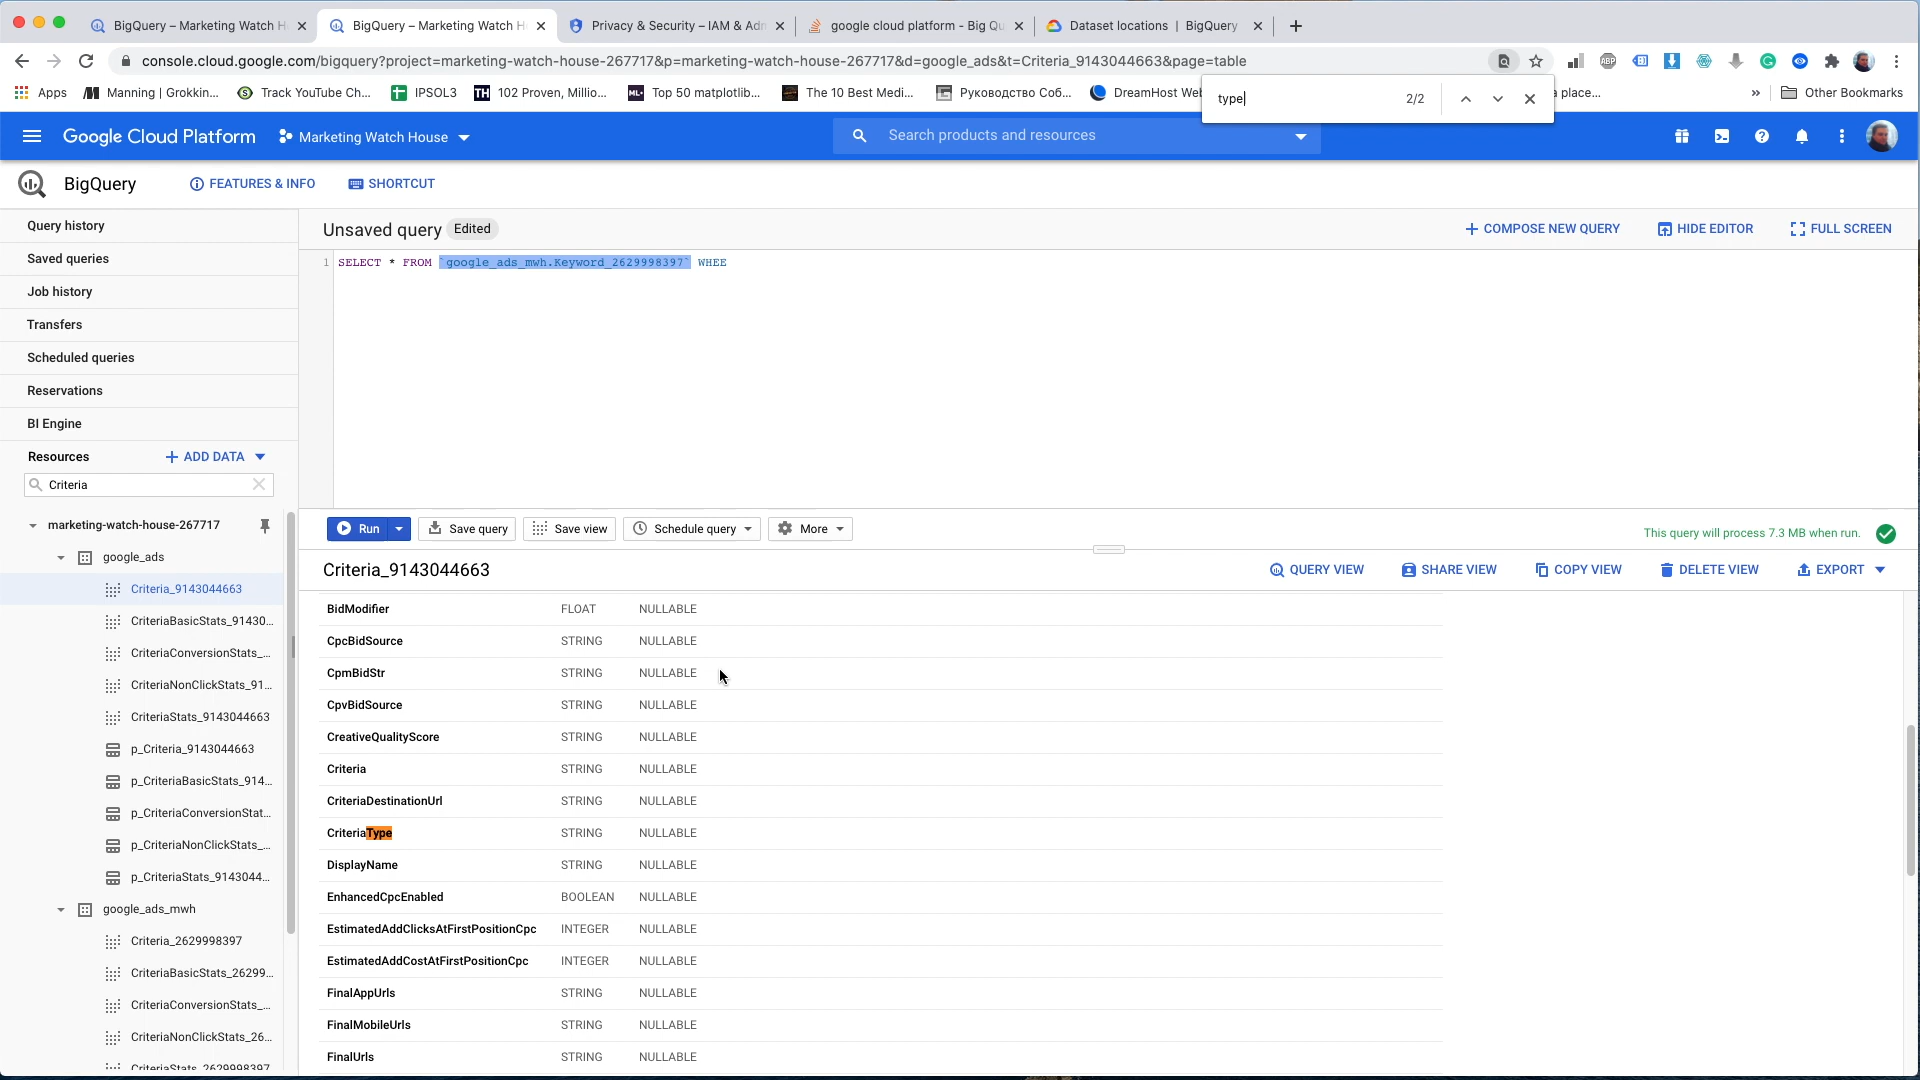 BigQuery – Marketing Watch H
BigQuery – Marketing Watch H
Privacy & Security – IAM & Adn
google cloud platform - Big Qu
Dataset locations | BigQuery
console.cloud.google.com/bigquery?project=marketing-watch-house-267717&p=marketing-watch-house-267717&d=google_ads&t=Criteria_9143044663&page=table
Apps
Manning | Grokkin...
Track YouTube Ch...
IPSOL3
102 Proven, Millio...
Top 50 matplotlib...
The 10 Best Medi...
Руководство Соб...
DreamHost Web
a place...
»
Other Bookmarks
type
2/2
Google Cloud Platform
Marketing Watch House
Search products and resources
BigQuery
FEATURES & INFO
SHORTCUT
Query history
Saved queries
Job history
Transfers
Scheduled queries
Reservations
BI Engine
Resources
+ ADD DATA
Criteria
marketing-watch-house-267717
google_ads
Criteria_9143044663
CriteriaBasicStats_91430...
CriteriaConversionStats_...
CriteriaNonClickStats_91...
CriteriaStats_9143044663
p_Criteria_9143044663
p_CriteriaBasicStats_914...
p_CriteriaConversionStat...
p_CriteriaNonClickStats_...
p_CriteriaStats_9143044...
google_ads_mwh
Criteria_2629998397
CriteriaBasicStats_26299...
CriteriaConversionStats_...
CriteriaNonClickStats_26...
CriteriaStats_2629998397
Unsaved query
Edited
+ COMPOSE NEW QUERY
HIDE EDITOR
FULL SCREEN
1 SELECT * FROM `google_ads_mwh.Keyword_2629998397` WHEE
Run
Save query
Save view
Schedule query
More
This query will process 7.3 MB when run.
Criteria_9143044663
QUERY VIEW
SHARE VIEW
COPY VIEW
DELETE VIEW
EXPORT
BidModifier FLOAT NULLABLE
CpcBidSource STRING NULLABLE
CpmBidStr STRING NULLABLE
CpvBidSource STRING NULLABLE
CreativeQualityScore STRING NULLABLE
Criteria STRING NULLABLE
CriteriaDestinationUrl STRING NULLABLE
CriteriaType STRING NULLABLE
DisplayName STRING NULLABLE
EnhancedCpcEnabled BOOLEAN NULLABLE
EstimatedAddClicksAtFirstPositionCpc INTEGER NULLABLE
EstimatedAddCostAtFirstPositionCpc INTEGER NULLABLE
FinalAppUrls STRING NULLABLE
FinalMobileUrls STRING NULLABLE
FinalUrls STRING NULLABLE